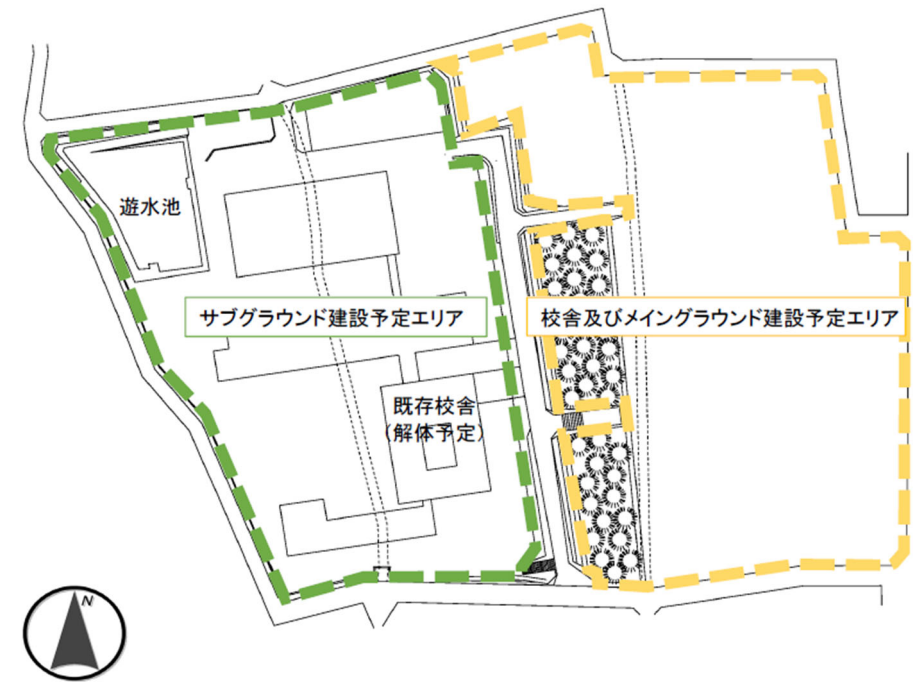 遊水池
サブグラウンド建設予定エリア
校舎及びメイングラウンド建設予定エリア
既存校舎
(解体予定)
N